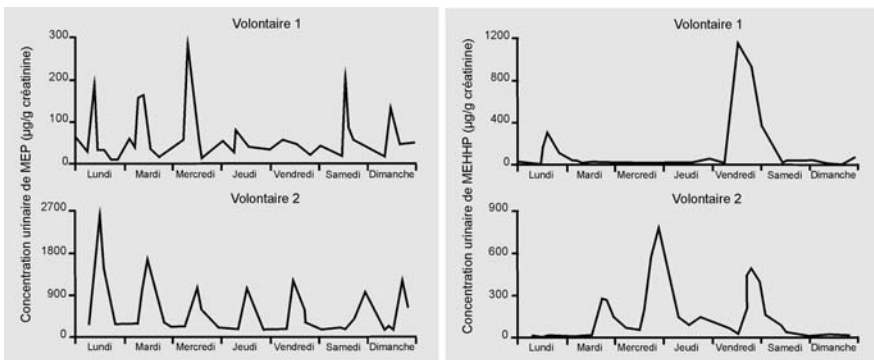 Volontaire 1
Concentration urinaire de MEP (µg/g créatinine)
300
200
100
0
Lundi Mardi Mercredi Jeudi Vendredi Samedi Dimanche
Volontaire 2
2700
1800
900
0
Lundi Mardi Mercredi Jeudi Vendredi Samedi Dimanche
Volontaire 1
Concentration urinaire de MEHHP (µg/g créatinine)
1200
800
400
0
Lundi Mardi Mercredi Jeudi Vendredi Samedi Dimanche
Volontaire 2
900
600
300
0
Lundi Mardi Mercredi Jeudi Vendredi Samedi Dimanche